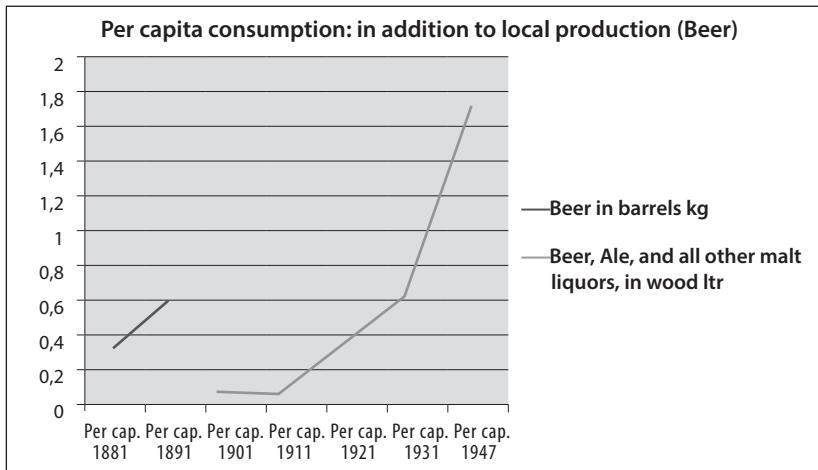 Per capita consumption: in addition to local production (Beer)
2
1,8
1,6
1,4
1,2
1
0,8
0,6
0,4
0,2
0
Per cap. 1881
Per cap. 1891
Per cap. 1901
Per cap. 1911
Per cap. 1921
Per cap. 1931
Per cap. 1947
Beer in barrels kg
Beer, Ale, and all other malt
liquors, in wood ltr